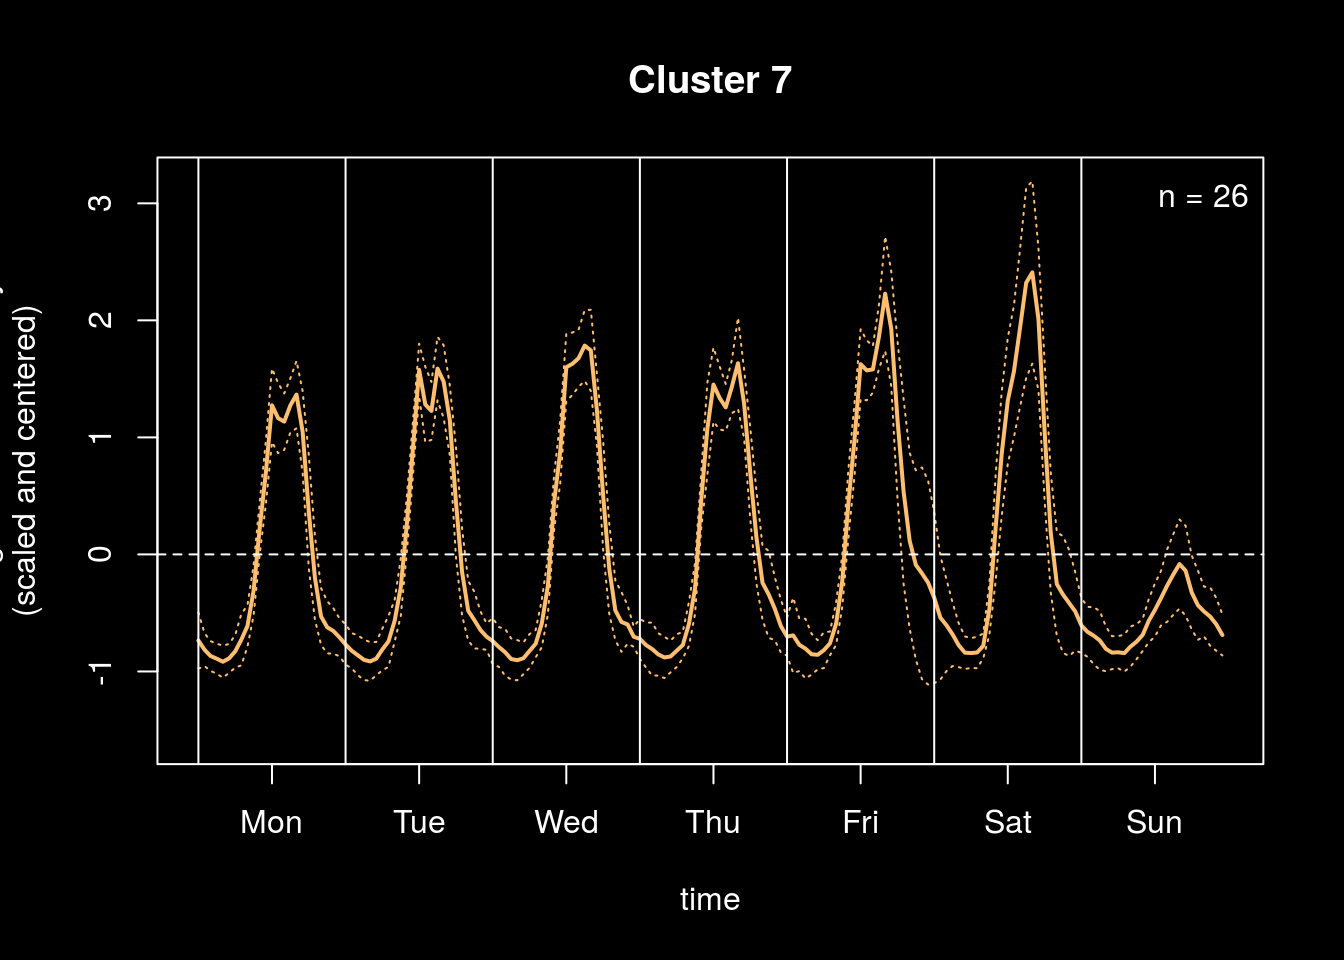 Cluster 7
n = 26
3
2
1
0
-1
(scaled and centered)
Mon Tue Wed Thu Fri Sat Sun
time